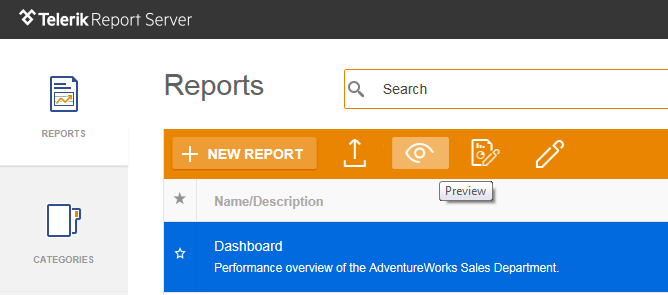 Telerik Report Server
Reports
Search
REPORTS
NEW REPORT
Preview
Name/Description
CATEGORIES
Dashboard
Performance overview of the AdventureWorks Sales Department.